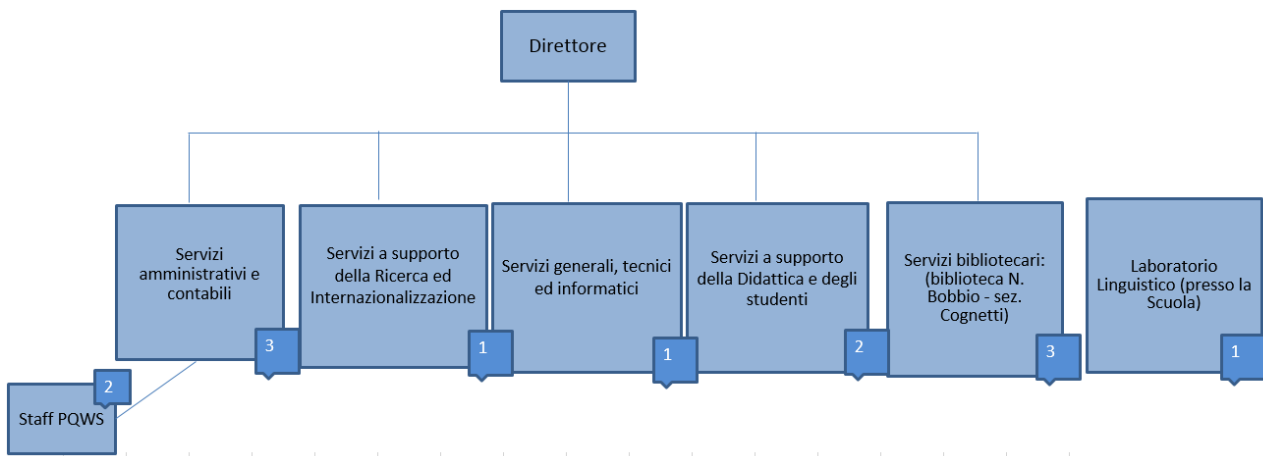 Direttore
Servizi
amministrativi e
contabili
3
Servizi a supporto
della Ricerca ed
Internazionalizzazione
1
Servizi generali, tecnici
ed informatici
1
Servizi a supporto
della Didattica e degli
studenti
2
Servizi bibliotecari:
(biblioteca N.
Bobbio - sez.
Cognetti)
3
Laboratorio
Linguistico (presso la
Scuola)
1
2
Staff PQWS